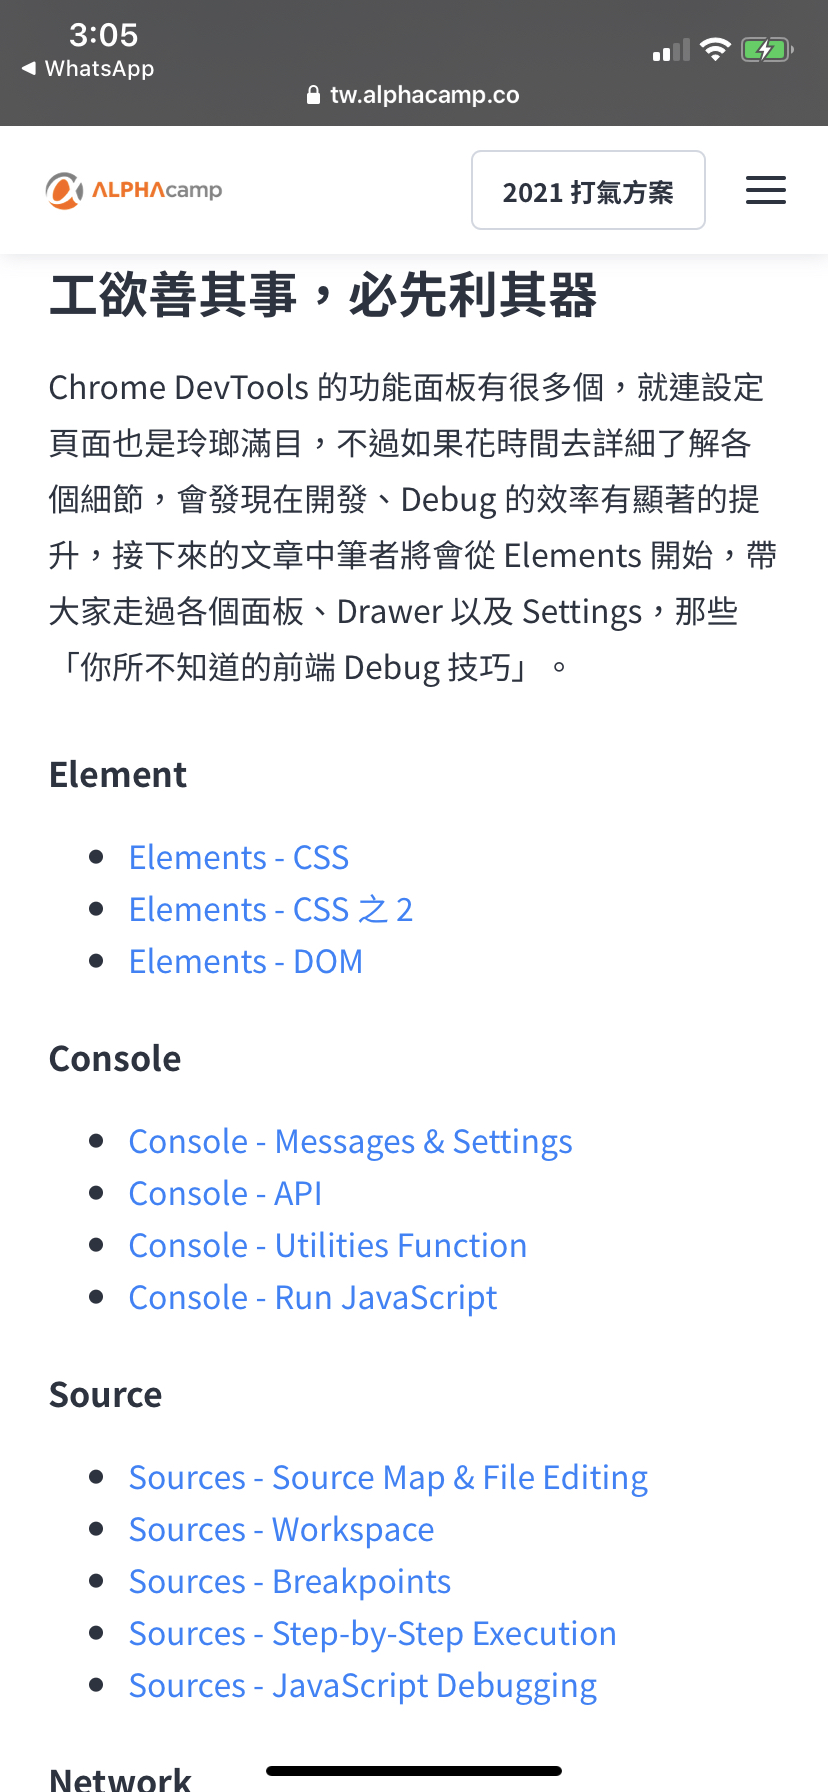 3:05
◀ WhatsApp
tw.alphacamp.co
ALPHAcamp
2021 打氣方案
工欲善其事，必先利其器
Chrome DevTools 的功能面板有很多個，就連設定
頁面也是玲瑯滿目，不過如果花時間去詳細了解各
個細節，會發現在開發、Debug 的效率有顯著的提
升，接下來的文章中筆者將會從 Elements 開始，帶
大家走過各個面板、Drawer 以及 Settings，那些
「你所不知道的前端 Debug 技巧」。
Element
• Elements - CSS
• Elements - CSS 之 2
• Elements - DOM
Console
• Console - Messages & Settings
• Console - API
• Console - Utilities Function
• Console - Run JavaScript
Source
• Sources - Source Map & File Editing
• Sources - Workspace
• Sources - Breakpoints
• Sources - Step-by-Step Execution
• Sources - JavaScript Debugging
Network